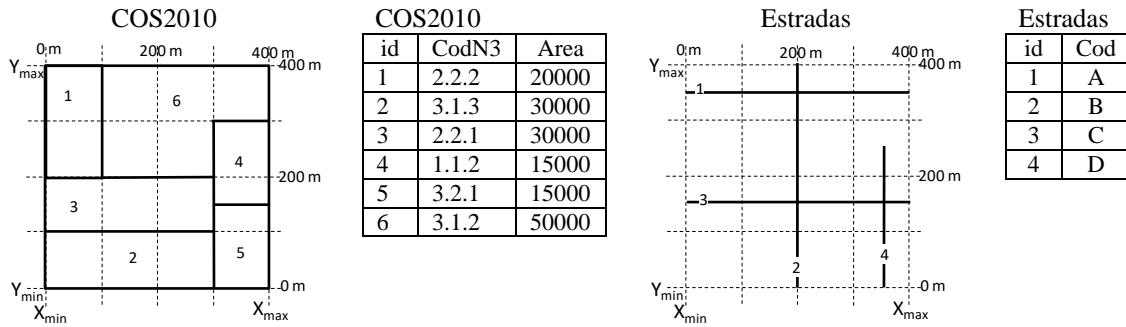 COS2010
0 m 200 m 400 m
Ymax 400 m
1
6
4
200 m
3
2
5
Ymin 0 m
Xmin Xmax
COS2010
id CodN3 Area
1 2.2.2 20000
2 3.1.3 30000
3 2.2.1 30000
4 1.1.2 15000
5 3.2.1 15000
6 3.1.2 50000
Estradas
0m 200 m 400 m
Ymax 400 m
1
200 m
3
2
4
Ymin 0 m
Xmin Xmax
Estradas
id Cod
1 A
2 B
3 C
4 D